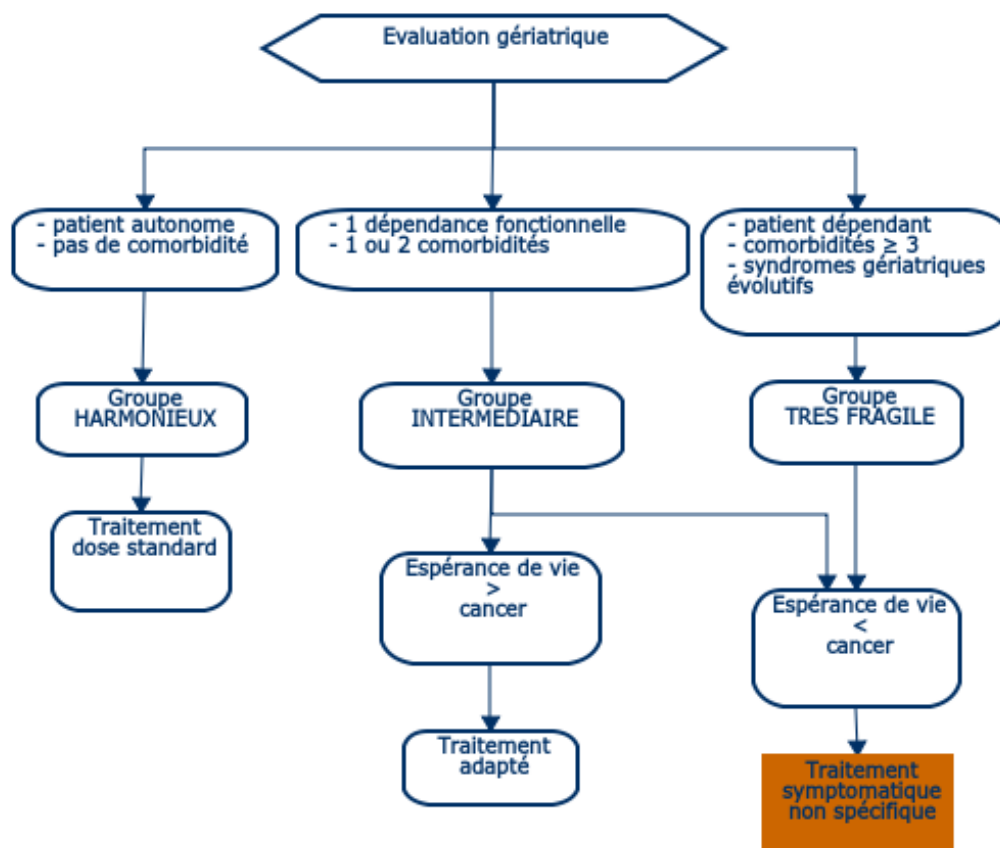 Evaluation gériatrique
- patient autonome
- pas de comorbidité
- 1 dépendance fonctionnelle
- 1 ou 2 comorbidités
- patient dépendant
- comorbidités ≥ 3
- syndromes gériatriques
évolutifs
Groupe
HARMONIEUX
Groupe
INTERMEDIAIRE
Groupe
TRES FRAGILE
Traitement
dose standard
Espérance de vie
>
cancer
Espérance de vie
<
cancer
Traitement
adapté
Traitement
symptomatique
non spécifique